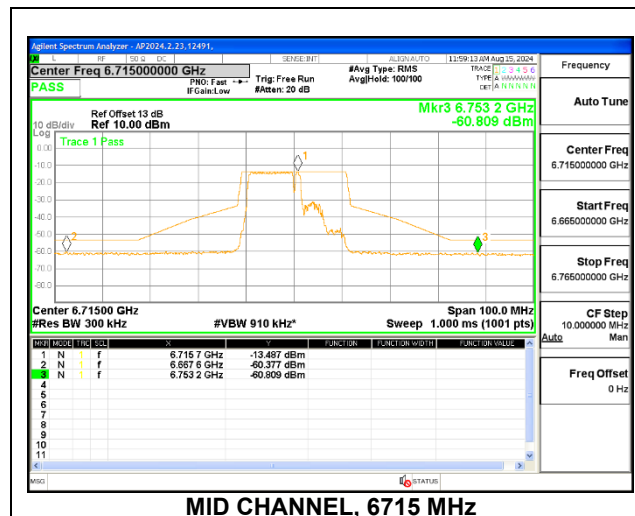 Agilent Spectrum Analyzer - AP2024.2.23,12491,
L RF 50 Ω DC SENSE:INT ALIGN AUTO 11:59:13 AM Aug 15, 2024
Center Freq 6.715000000 GHz
PASS
PNO: Fast
IFGain:Low
Trig: Free Run
#Atten: 20 dB
#Avg Type: RMS
Avg|Hold: 100/100
TRACE 1 2 3 4 5 6
TYPE
DET A N N N N N
Ref Offset 13 dB
10 dB/div Ref 10.00 dBm
Log
Mkr3 6.753 2 GHz
-60.809 dBm
Trace 1 Pass
0.00
-10.0
-20.0
-30.0
-40.0
-50.0
-60.0
-70.0
-80.0
1
2
3
Center 6.71500 GHz Span 100.0 MHz
#Res BW 300 kHz #VBW 910 kHz* Sweep 1.000 ms (1001 pts)
MKR MODE TRC SCL X Y FUNCTION FUNCTION WIDTH FUNCTION VALUE
1 N 1 f 6.715 7 GHz -13.487 dBm
2 N 1 f 6.667 6 GHz -60.377 dBm
3 N 1 f 6.753 2 GHz -60.809 dBm
4
5
6
7
8
9
10
11
MSG STATUS
Frequency
Auto Tune
Center Freq
6.715000000 GHz
Start Freq
6.665000000 GHz
Stop Freq
6.765000000 GHz
CF Step
10.000000 MHz
Auto Man
Freq Offset
0 Hz
MID CHANNEL, 6715 MHz